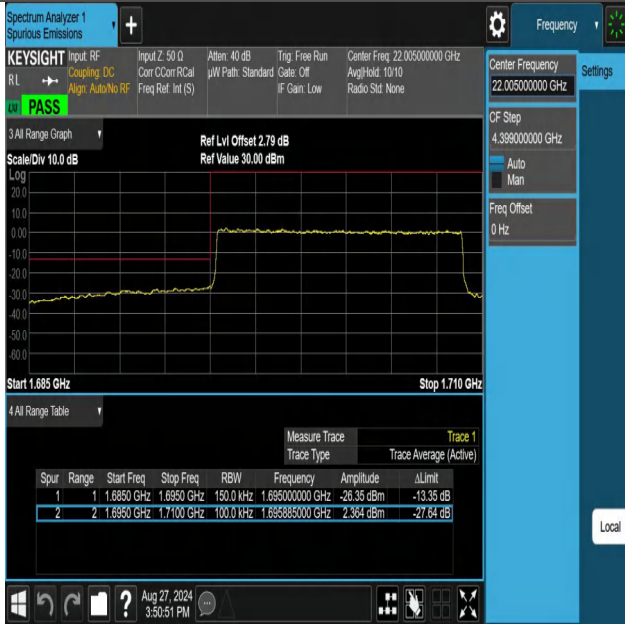 Spectrum Analyzer 1
Spurious Emissions
Frequency
KEYSIGHT
R L
LV PASS
Input: RF
Coupling: DC
Align: Auto/No RF
Input Z: 50 Ω
Corr CCorr RCal
Freq Ref: Int (S)
Atten: 40 dB
µW Path: Standard
Trig: Free Run
Gate: Off
IF Gain: Low
Center Freq: 22.005000000 GHz
Avg|Hold: 10/10
Radio Std: None
Center Frequency
22.005000000 GHz
Settings
CF Step
4.399000000 GHz
Auto
Man
Freq Offset
0 Hz
3 All Range Graph
Ref Lvl Offset 2.79 dB
Scale/Div 10.0 dB
Ref Value 30.00 dBm
Log
20.0
10.0
0.00
-10.0
-20.0
-30.0
-40.0
-50.0
-60.0
Start 1.685 GHz
Stop 1.710 GHz
4 All Range Table
Measure Trace Trace 1
Trace Type Trace Average (Active)
Spur Range Start Freq Stop Freq RBW Frequency Amplitude ΔLimit
1 1 1.6850 GHz 1.6950 GHz 150.0 kHz 1.695000000 GHz -26.35 dBm -13.35 dB
2 2 1.6950 GHz 1.7100 GHz 100.0 kHz 1.695885000 GHz 2.364 dBm -27.64 dB
Local
Aug 27, 2024
3:50:51 PM